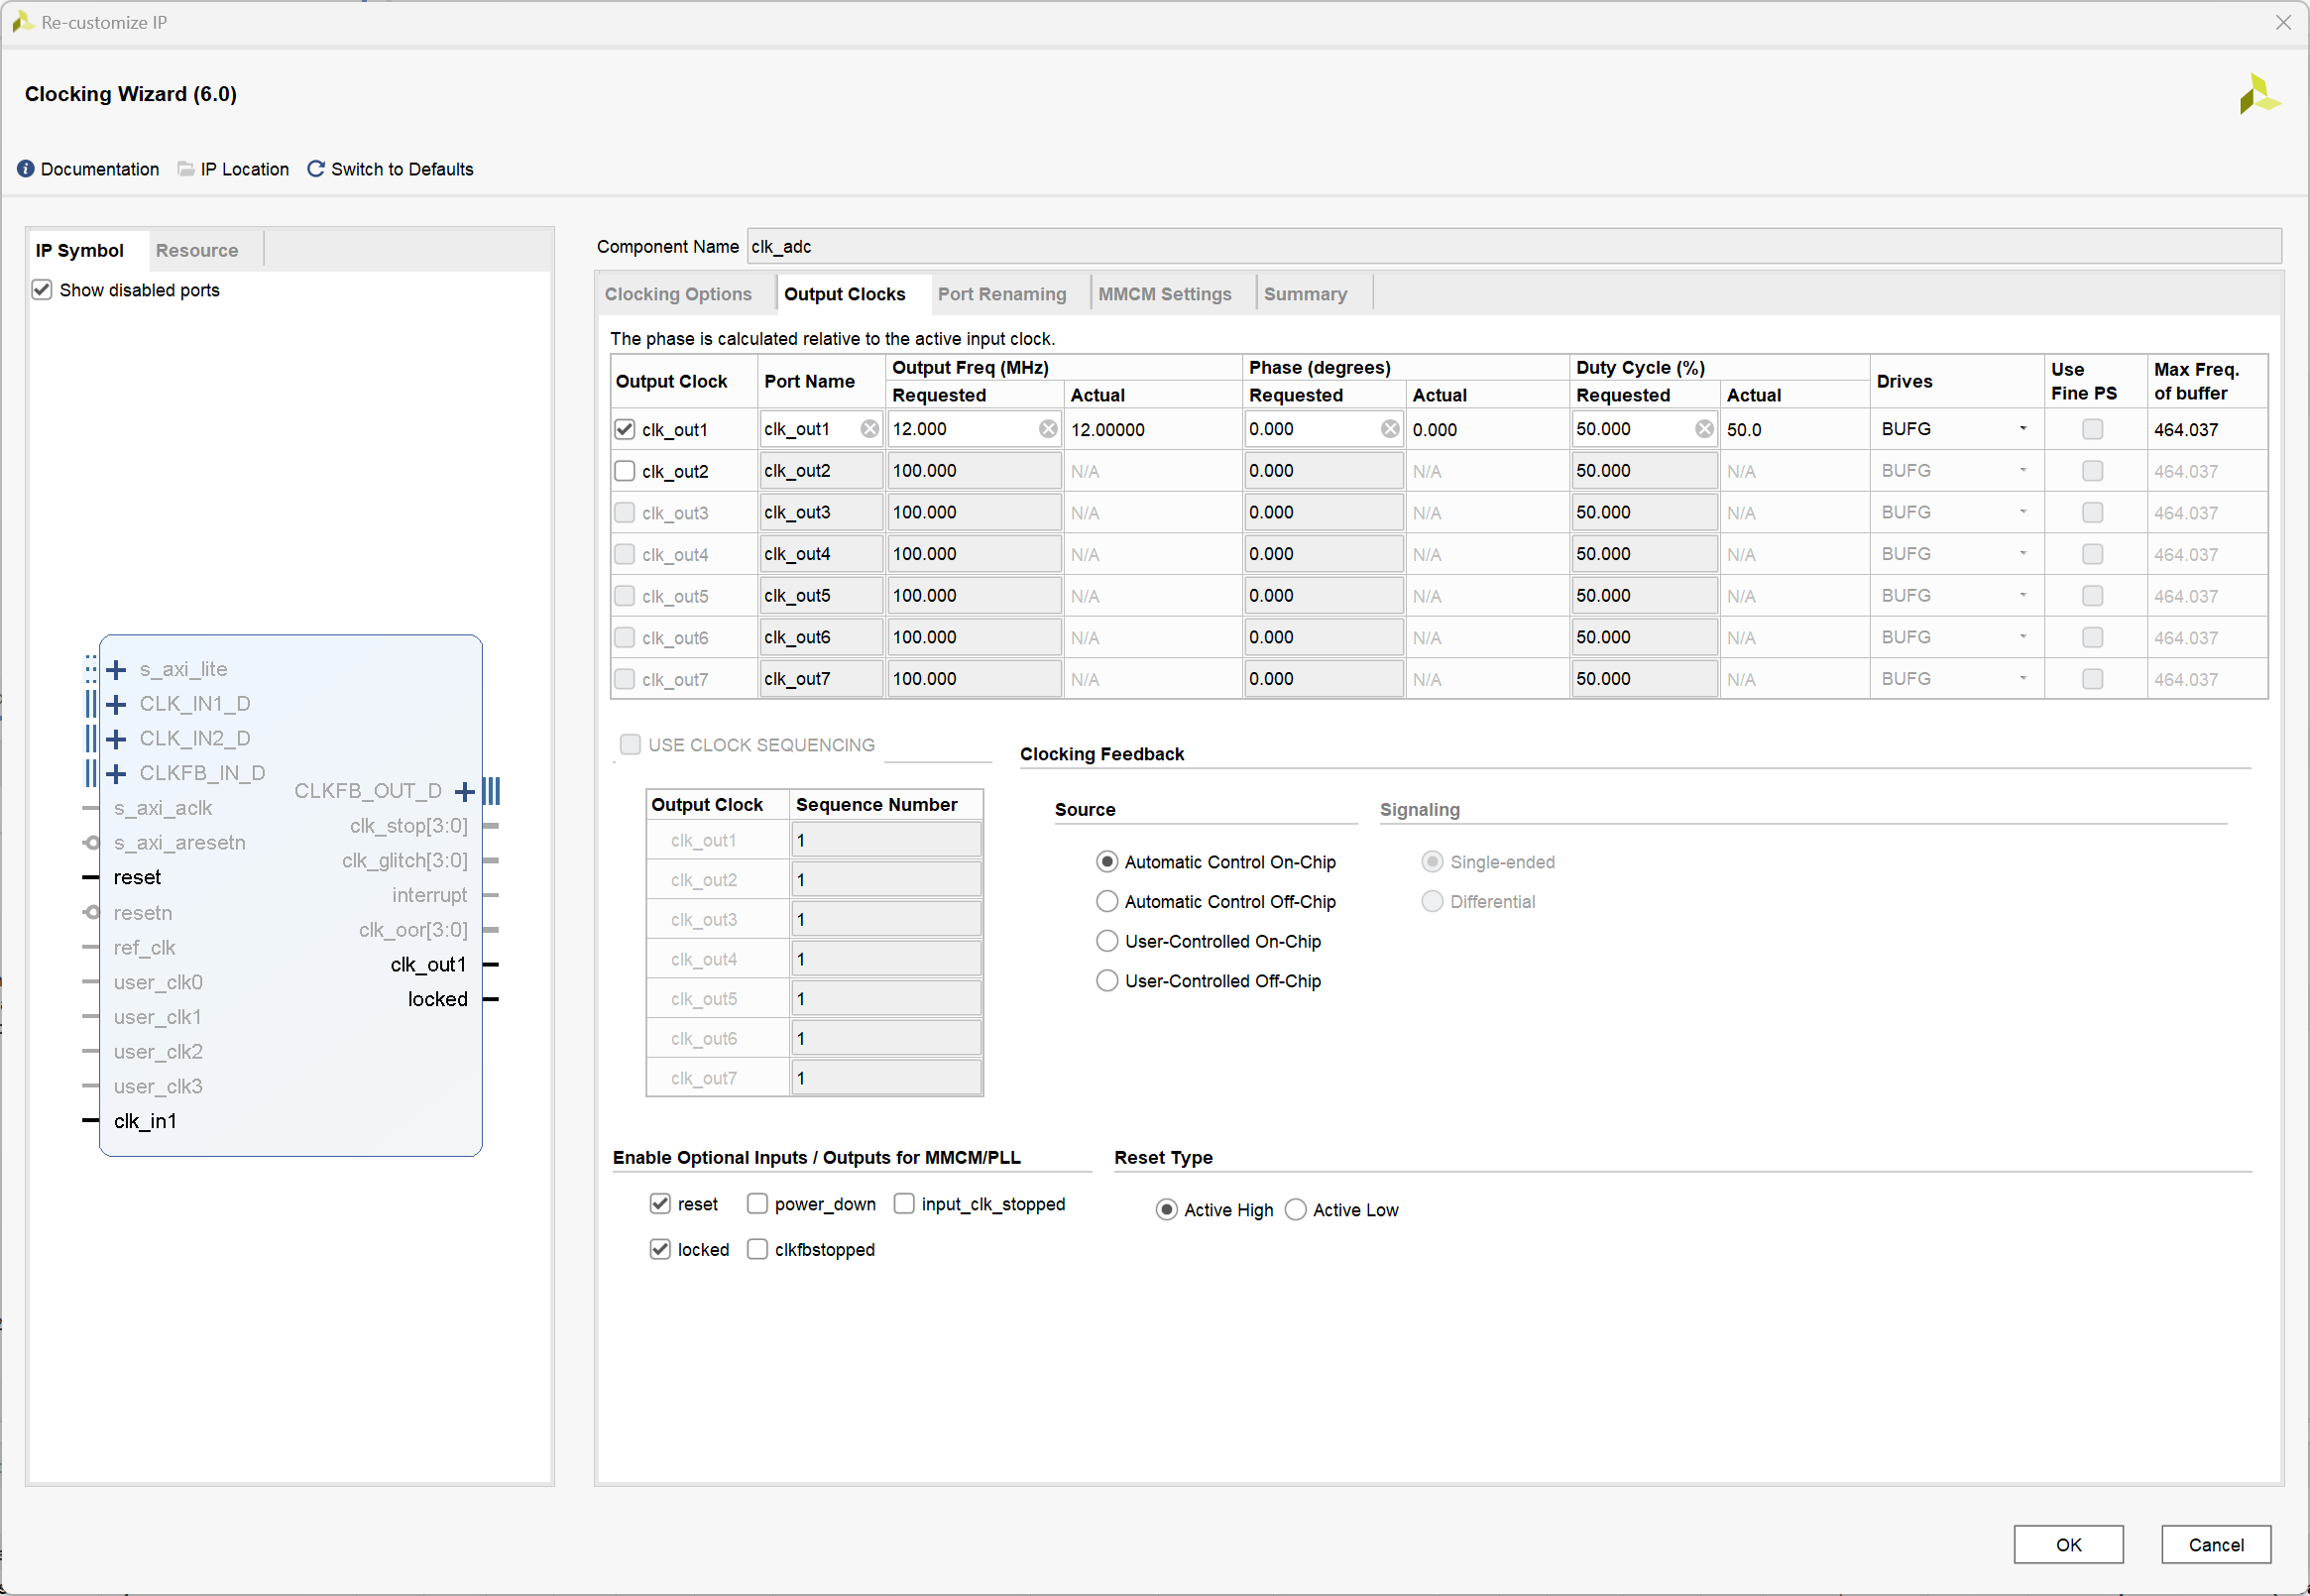 Re-customize IP
Clocking Wizard (6.0)
Documentation IP Location Switch to Defaults
IP Symbol Resource
Show disabled ports
s_axi_lite
CLK_IN1_D
CLK_IN2_D
CLKFB_IN_D
s_axi_aclk
s_axi_aresetn
reset
resetn
ref_clk
user_clk0
user_clk1
user_clk2
user_clk3
clk_in1
CLKFB_OUT_D
clk_stop[3:0]
clk_glitch[3:0]
interrupt
clk_oor[3:0]
clk_out1
locked
Component Name clk_adc
Clocking Options Output Clocks Port Renaming MMCM Settings Summary
The phase is calculated relative to the active input clock.
Output Clock Port Name Output Freq (MHz) Phase (degrees) Duty Cycle (%) Drives Use Fine PS Max Freq. of buffer
Requested Actual Requested Actual Requested Actual
clk_out1 clk_out1 12.000 12.00000 0.000 0.000 50.000 50.0 BUFG 464.037
clk_out2 clk_out2 100.000 N/A 0.000 N/A 50.000 N/A BUFG 464.037
clk_out3 clk_out3 100.000 N/A 0.000 N/A 50.000 N/A BUFG 464.037
clk_out4 clk_out4 100.000 N/A 0.000 N/A 50.000 N/A BUFG 464.037
clk_out5 clk_out5 100.000 N/A 0.000 N/A 50.000 N/A BUFG 464.037
clk_out6 clk_out6 100.000 N/A 0.000 N/A 50.000 N/A BUFG 464.037
clk_out7 clk_out7 100.000 N/A 0.000 N/A 50.000 N/A BUFG 464.037
USE CLOCK SEQUENCING
Output Clock Sequence Number
clk_out1 1
clk_out2 1
clk_out3 1
clk_out4 1
clk_out5 1
clk_out6 1
clk_out7 1
Clocking Feedback
Source Signaling
Automatic Control On-Chip Single-ended
Automatic Control Off-Chip Differential
User-Controlled On-Chip
User-Controlled Off-Chip
Enable Optional Inputs / Outputs for MMCM/PLL
reset power_down input_clk_stopped
locked clkfbstopped
Reset Type
Active High Active Low
OK Cancel